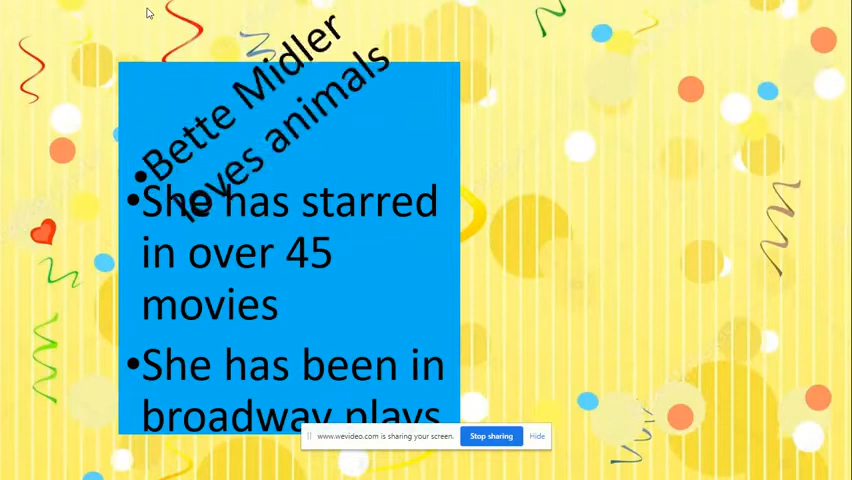 •Bette Midler
loves animals
•She has starred
in over 45
movies
•She has been in
broadway plays
www.wevideo.com is sharing your screen. Stop sharing Hide